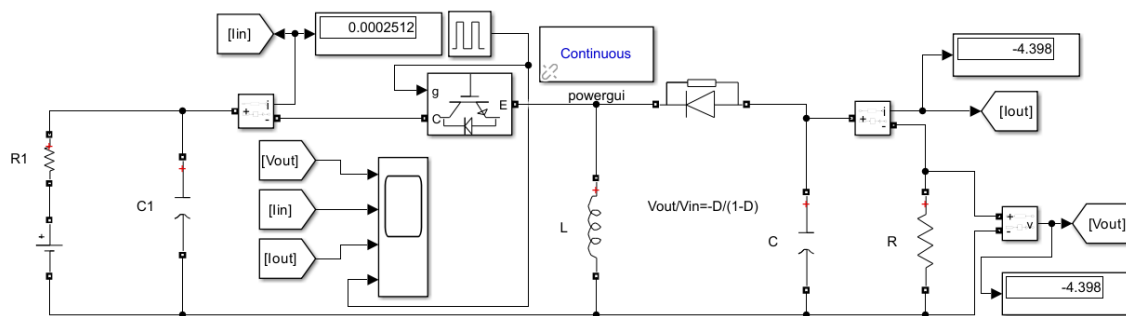 [Iin]
0.0002512
Continuous
powergui
-4.398
g
C
E
i
-
+
i
-
+
[Iout]
R1
+
C1
[Vout]
[Iin]
[Iout]
L
Vout/Vin=-D/(1-D)
C
R
+
-
v
[Vout]
-4.398